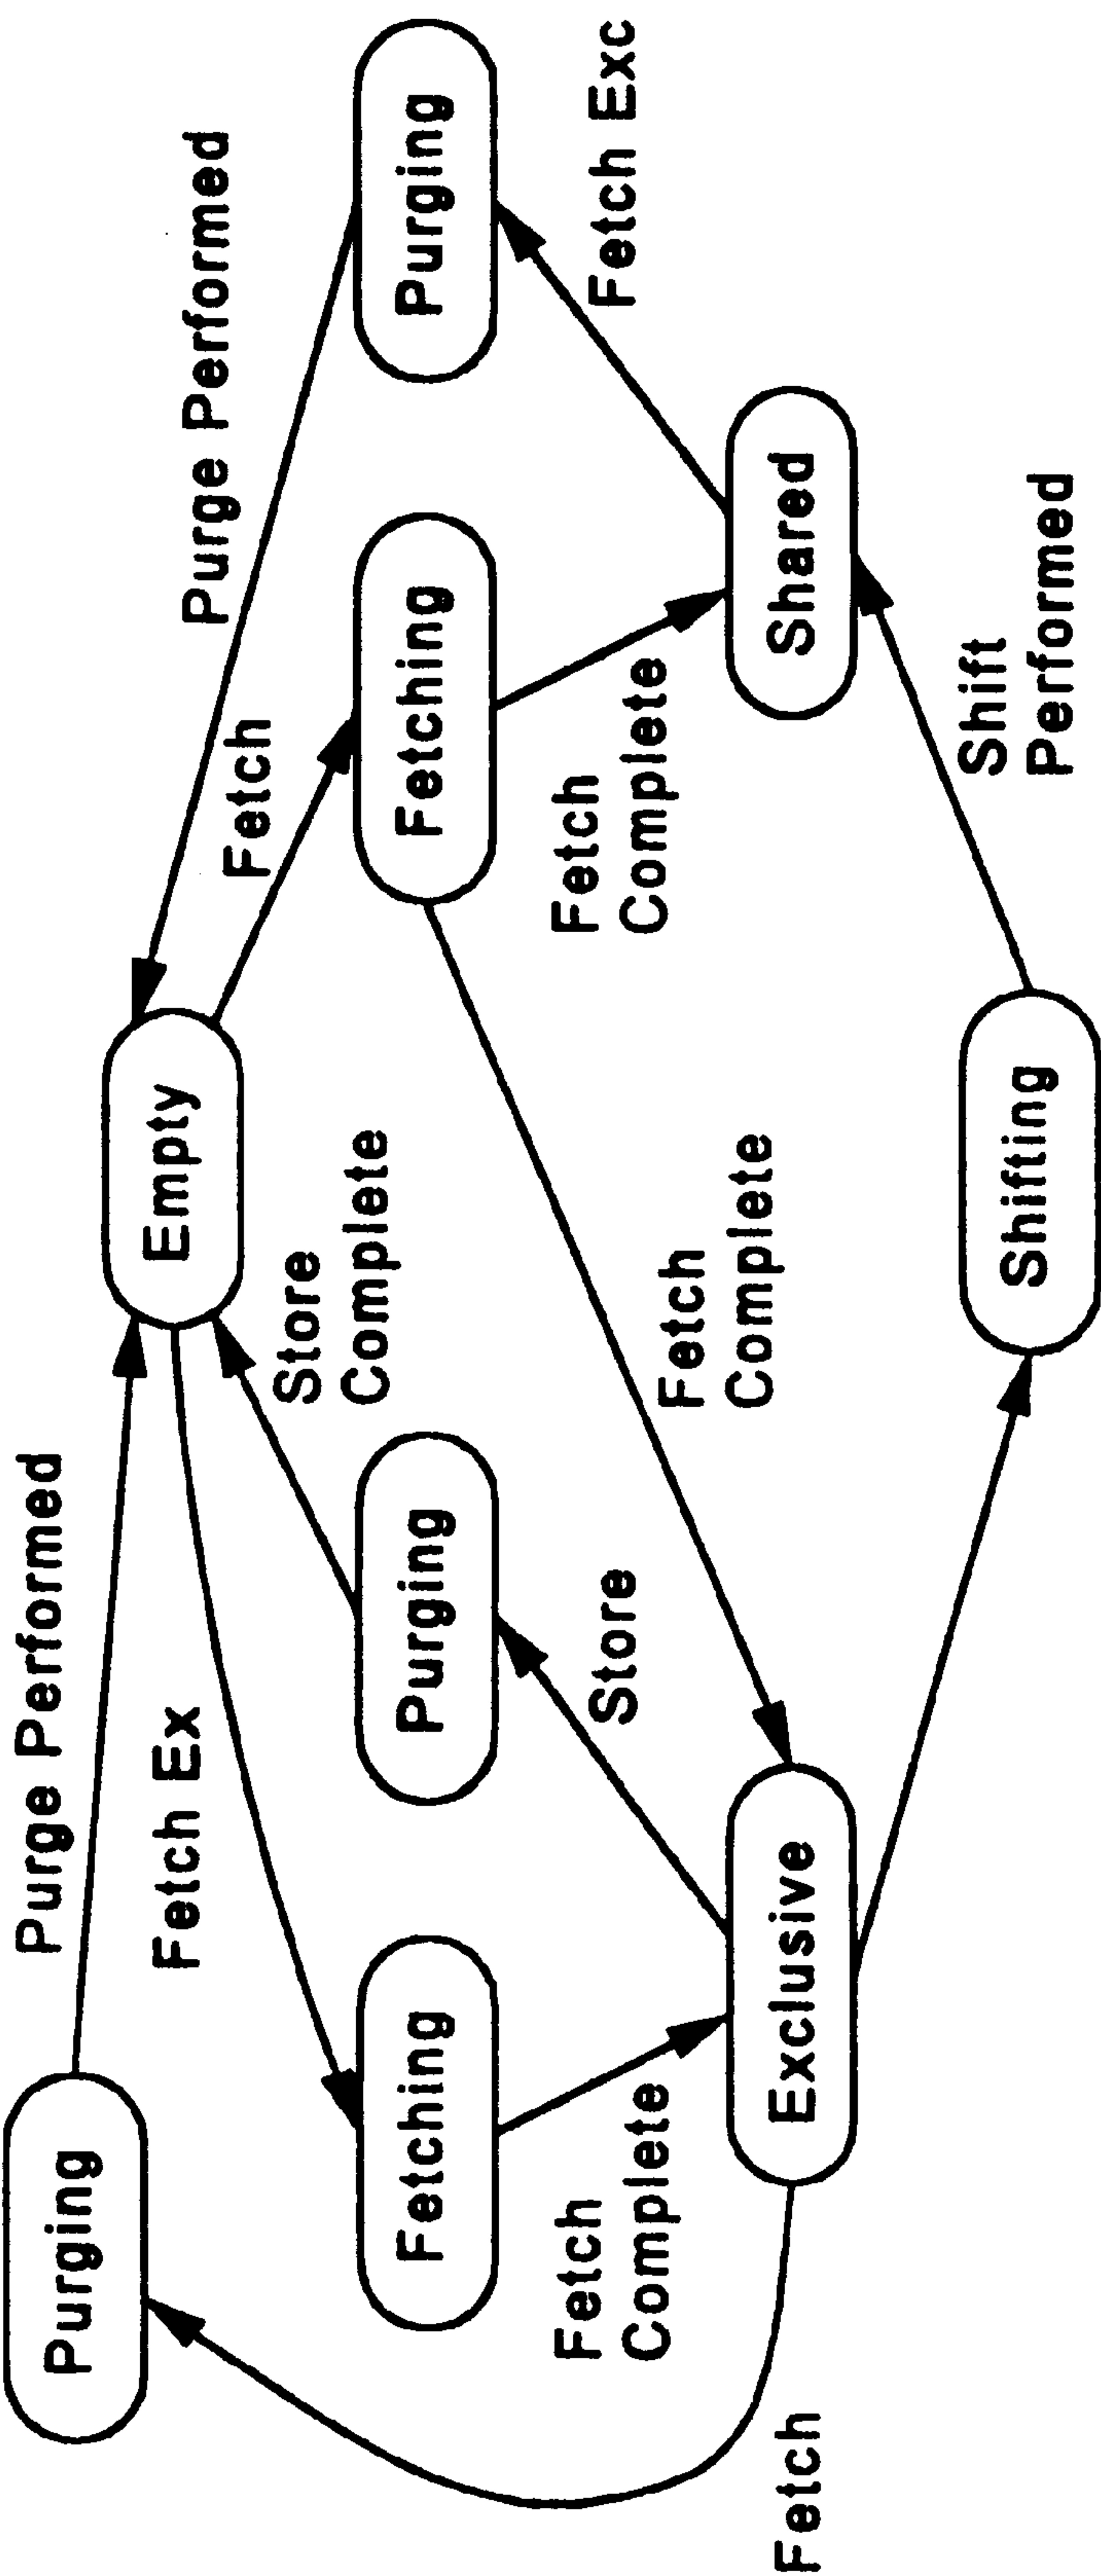 Purge Performed
Purging
Fetch Ex
Empty
Purge Performed
Fetch
Store
Complete
Fetching
Purging
Fetching
Purging
Fetch
Complete
Store
Fetch
Complete
Fetch Exc
Fetch
Complete
Fetch
Exclusive
Shared
Shift
Performed
Shifting